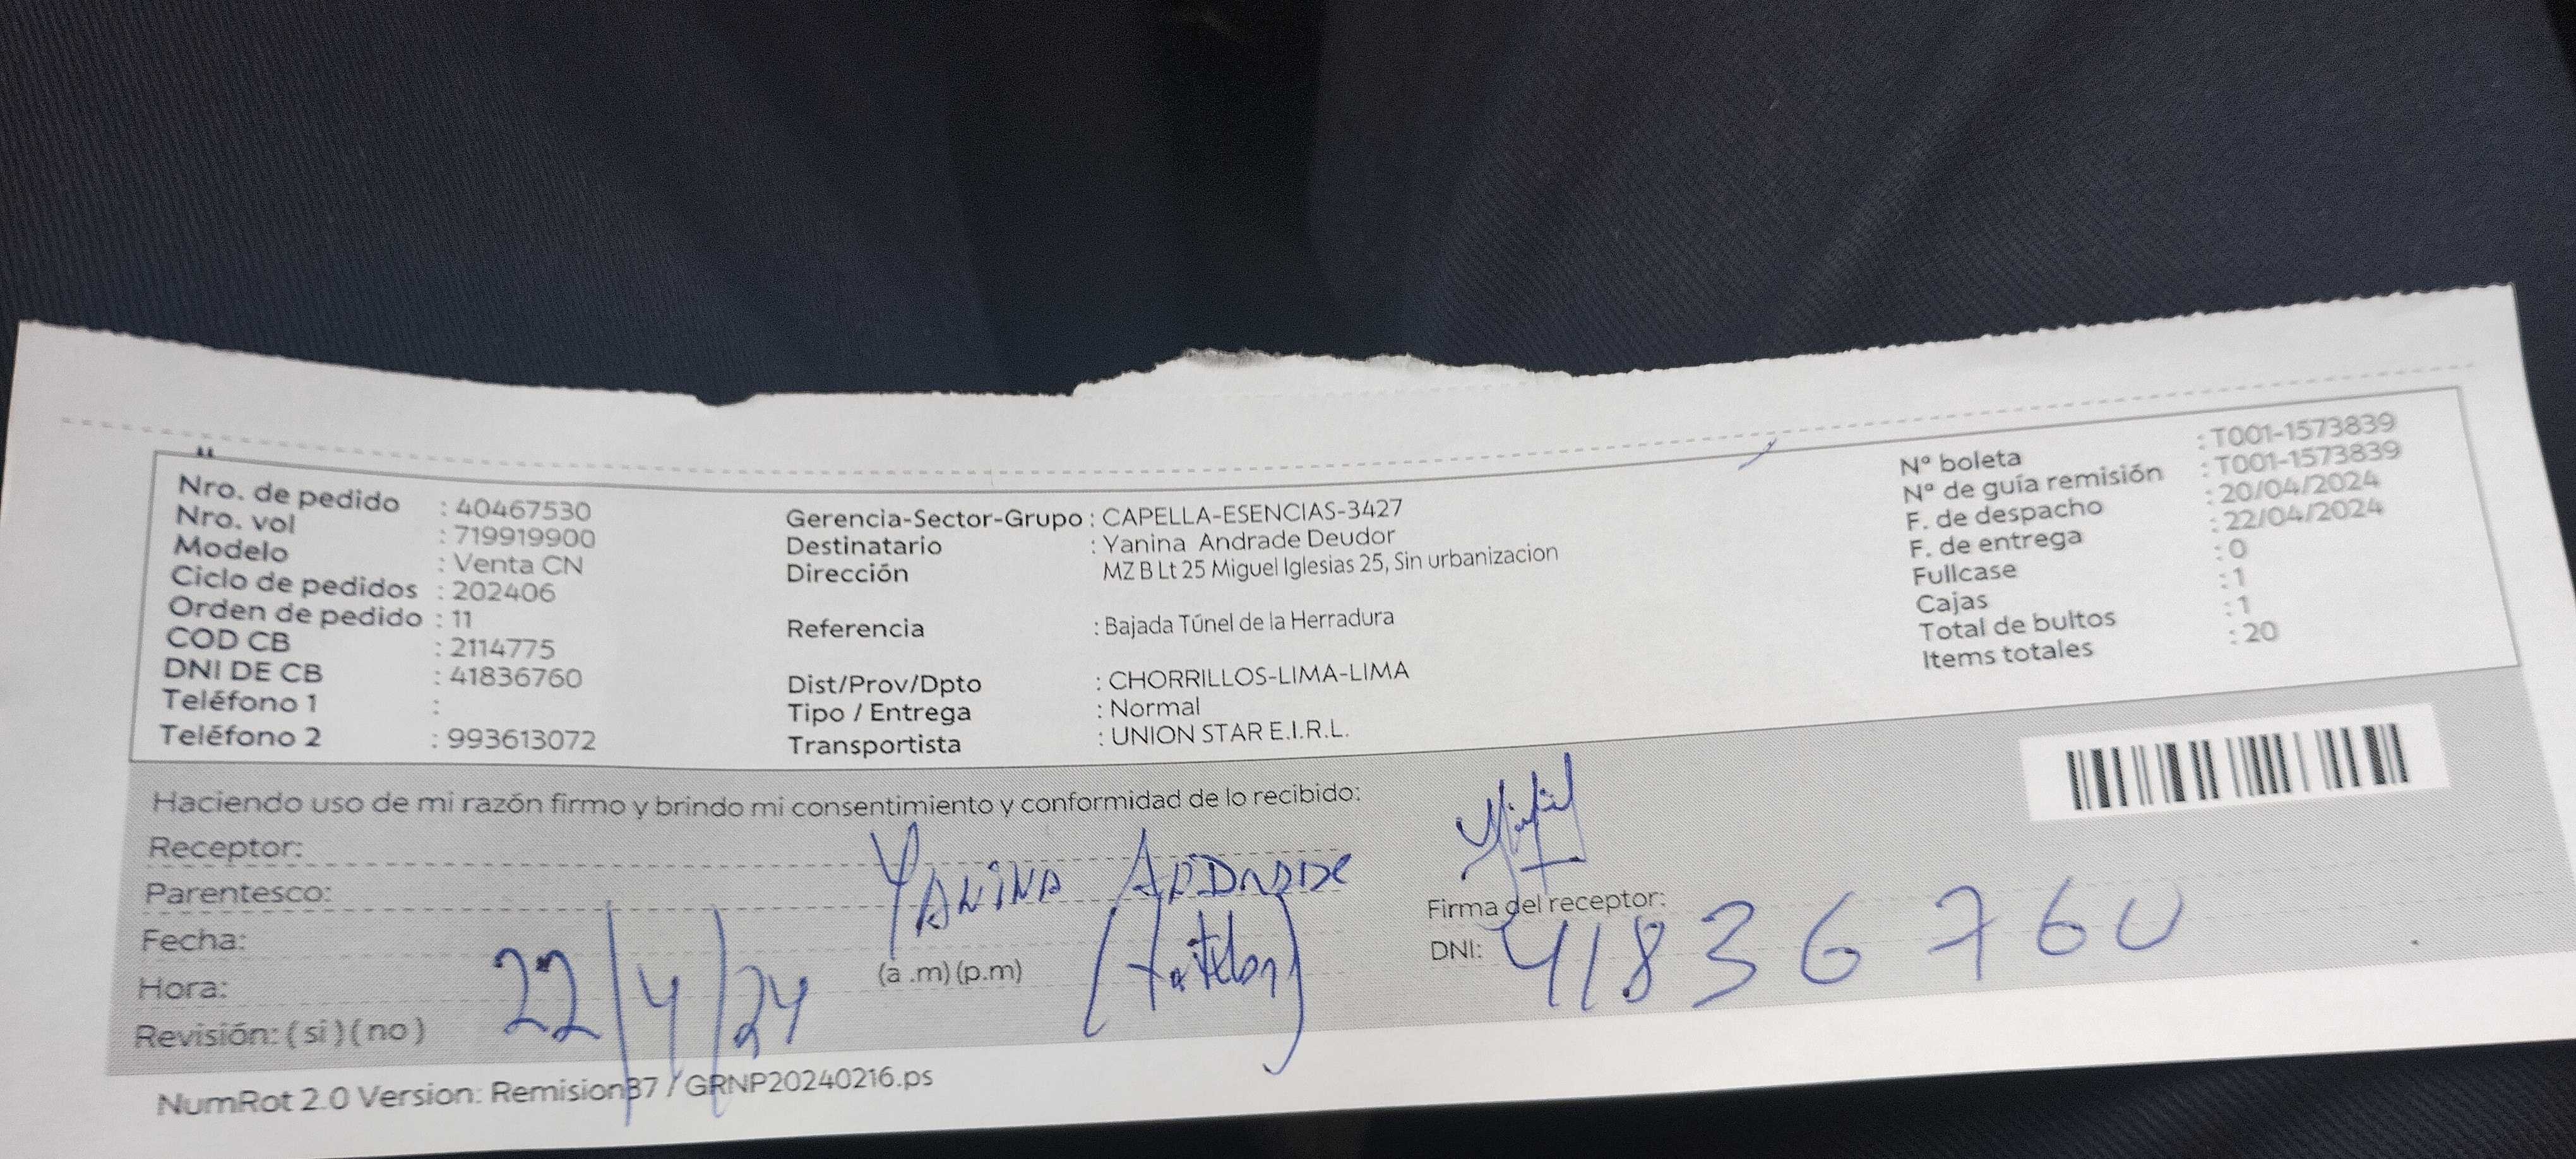 Nro. de pedido : 40467530
Nro. vol : 719919900
Modelo : Venta CN
Ciclo de pedidos : 202406
Orden de pedido : 11
COD CB : 2114775
DNI DE CB : 41836760
Teléfono 1 :
Teléfono 2 : 993613072
Gerencia-Sector-Grupo : CAPELLA-ESENCIAS-3427
Destinatario : Yanina Andrade Deudor
Dirección MZ B Lt 25 Miguel Iglesias 25, Sin urbanizacion
Referencia : Bajada Túnel de la Herradura
Dist/Prov/Dpto : CHORRILLOS-LIMA-LIMA
Tipo / Entrega : Normal
Transportista : UNION STAR E.I.R.L.
Nº boleta : T001-1573839
Nº de guía remisión : T001-1573839
F. de despacho : 20/04/2024
F. de entrega : 22/04/2024
Fullcase : 0
Cajas : 1
Total de bultos : 1
Items totales : 20
Haciendo uso de mi razón firmo y brindo mi consentimiento y conformidad de lo recibido:
Receptor: YANINA ANDRADE
Parentesco:
Fecha: 22/4/24
Hora: (a .m) (p.m)
Revisión: ( si ) ( no )
Firma del receptor:
DNI: 41836760
NumRot 2.0 Version: Remision37 / GRNP20240216.ps